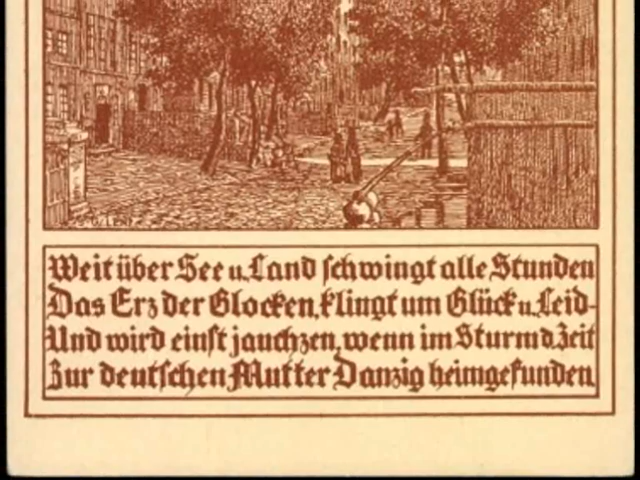 Weit über See u. Land schwingt alle Stunden
Das Erz der Glocken, klingt um Glück u. Leid-
Und wird einst jauchzen, wenn im Sturm d. Zeit
Zur deutschen Mutter Danzig heimgefunden.